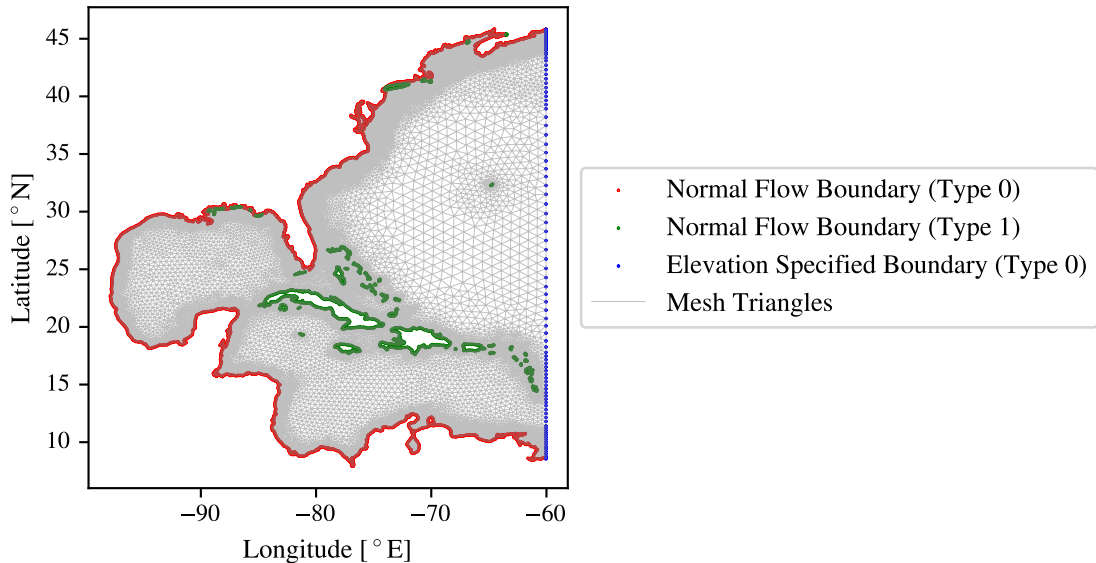 45
40
35
30
25
20
15
10
Latitude [°N]
−90
−80
−70
−60
Longitude [°E]
Normal Flow Boundary (Type 0)
Normal Flow Boundary (Type 1)
Elevation Specified Boundary (Type 0)
Mesh Triangles